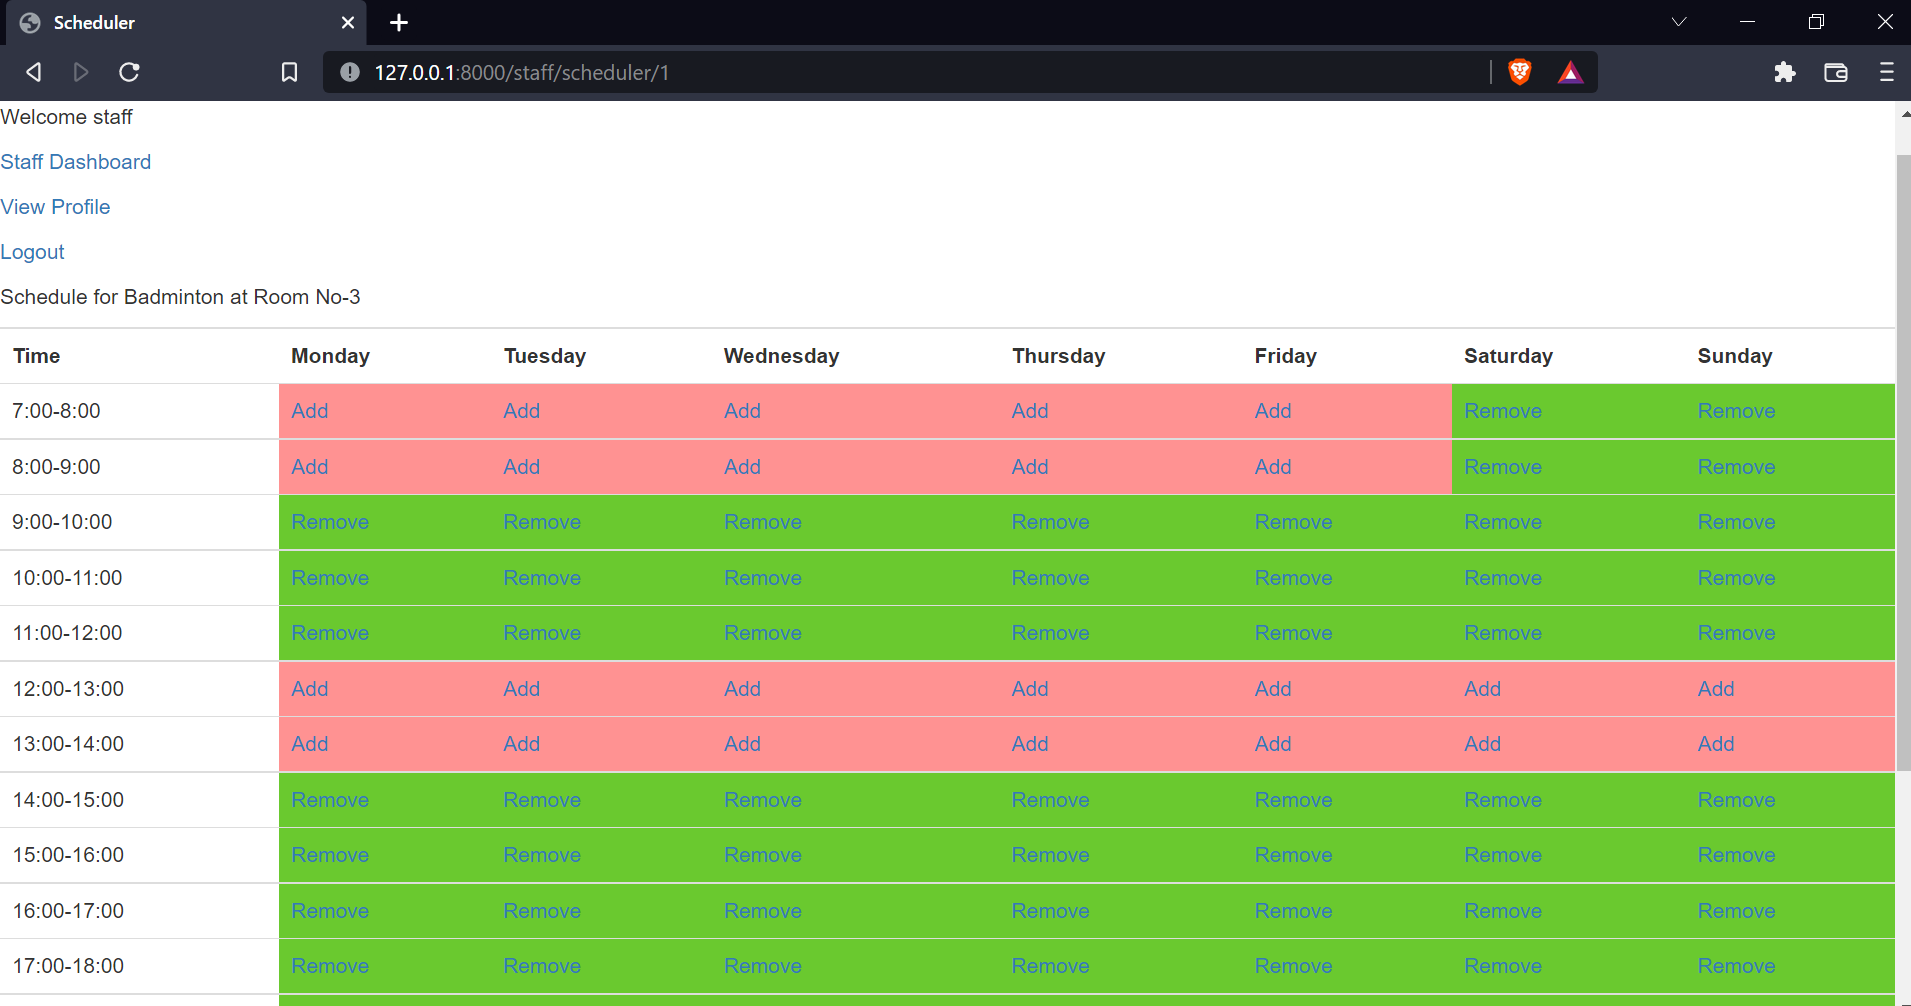 Scheduler
127.0.0.1:8000/staff/scheduler/1
Welcome staff
Staff Dashboard
View Profile
Logout
Schedule for Badminton at Room No-3
Time Monday Tuesday Wednesday Thursday Friday Saturday Sunday
7:00-8:00 Add Add Add Add Add Remove Remove
8:00-9:00 Add Add Add Add Add Remove Remove
9:00-10:00 Remove Remove Remove Remove Remove Remove Remove
10:00-11:00 Remove Remove Remove Remove Remove Remove Remove
11:00-12:00 Remove Remove Remove Remove Remove Remove Remove
12:00-13:00 Add Add Add Add Add Add Add
13:00-14:00 Add Add Add Add Add Add Add
14:00-15:00 Remove Remove Remove Remove Remove Remove Remove
15:00-16:00 Remove Remove Remove Remove Remove Remove Remove
16:00-17:00 Remove Remove Remove Remove Remove Remove Remove
17:00-18:00 Remove Remove Remove Remove Remove Remove Remove